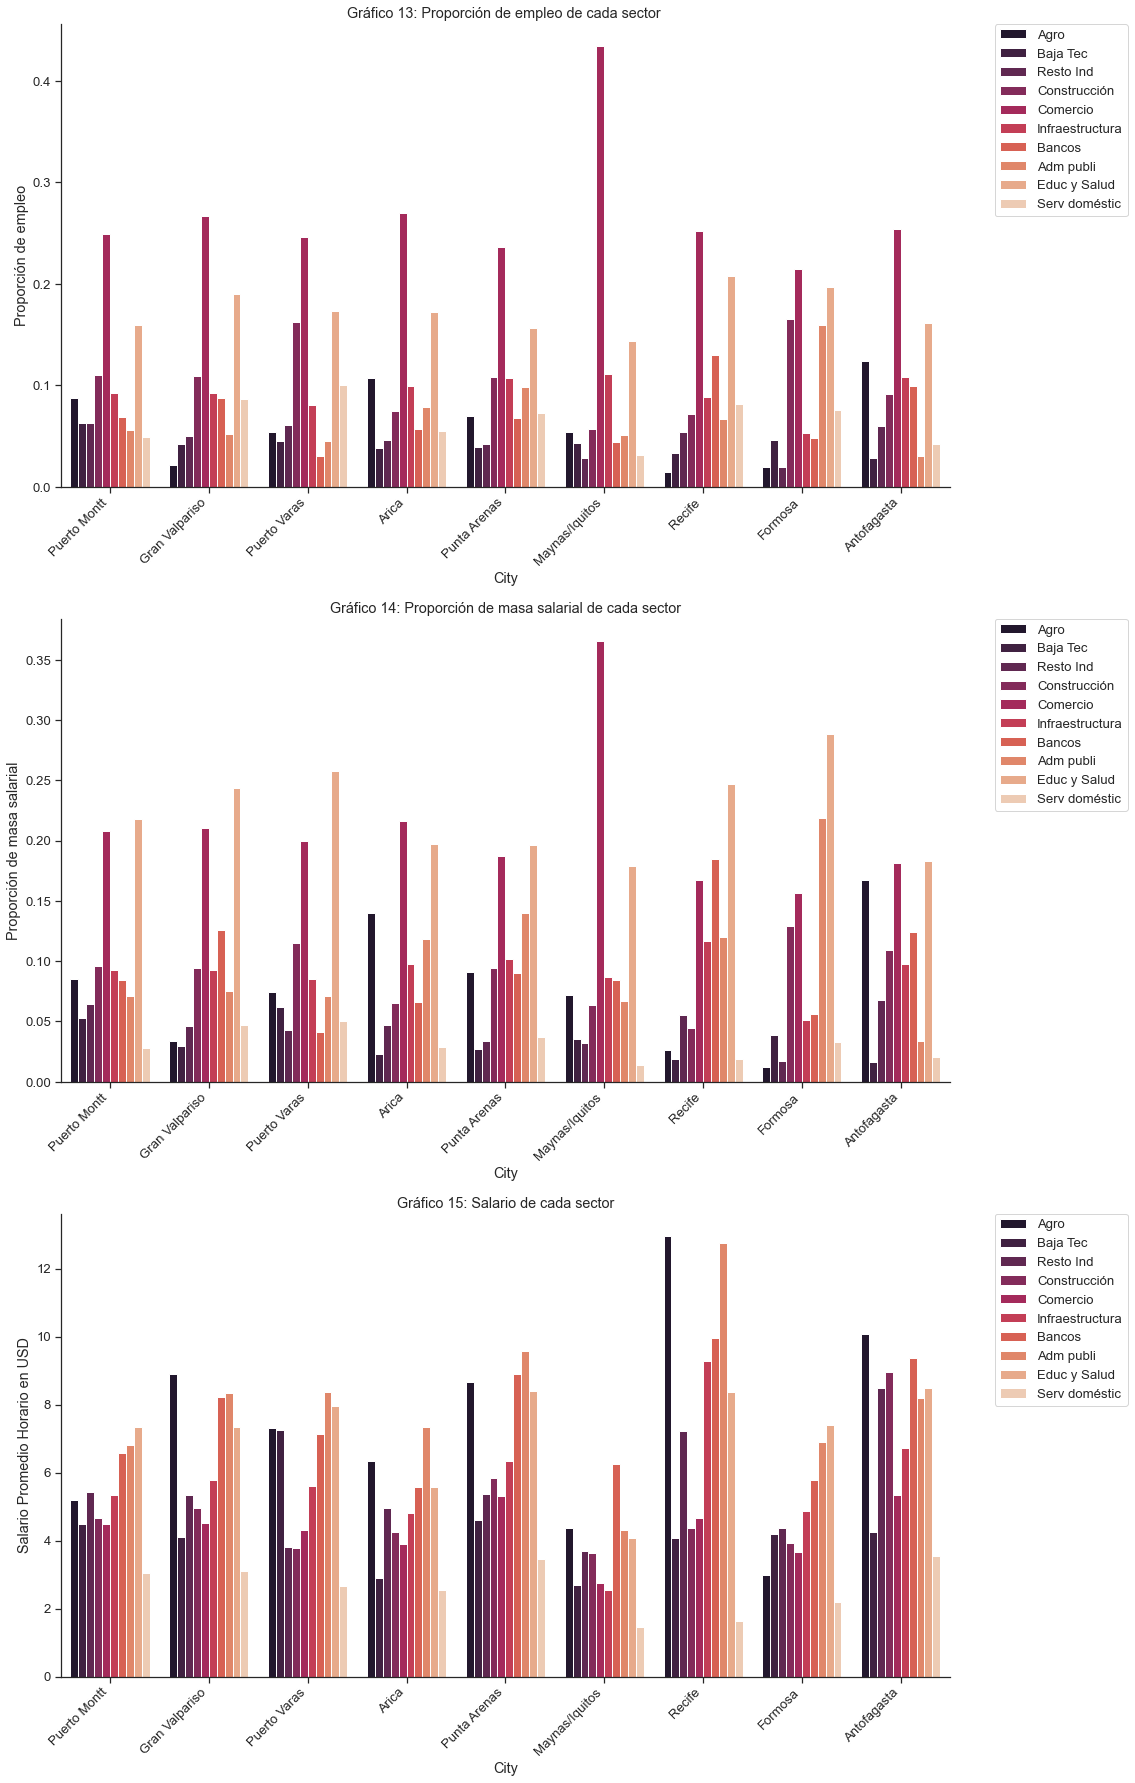 Gráfico 13: Proporción de empleo de cada sector
Proporción de empleo
0.4
0.3
0.2
0.1
0.0
Puerto Montt
Gran Valpariso
Puerto Varas
Arica
Punta Arenas
Maynas/Iquitos
Recife
Formosa
Antofagasta
City
Agro
Baja Tec
Resto Ind
Construcción
Comercio
Infraestructura
Bancos
Adm publi
Educ y Salud
Serv doméstic
Gráfico 14: Proporción de masa salarial de cada sector
Proporción de masa salarial
0.35
0.30
0.25
0.20
0.15
0.10
0.05
0.00
Puerto Montt
Gran Valpariso
Puerto Varas
Arica
Punta Arenas
Maynas/Iquitos
Recife
Formosa
Antofagasta
City
Agro
Baja Tec
Resto Ind
Construcción
Comercio
Infraestructura
Bancos
Adm publi
Educ y Salud
Serv doméstic
Gráfico 15: Salario de cada sector
Salario Promedio Horario en USD
12
10
8
6
4
2
0
Puerto Montt
Gran Valpariso
Puerto Varas
Arica
Punta Arenas
Maynas/Iquitos
Recife
Formosa
Antofagasta
City
Agro
Baja Tec
Resto Ind
Construcción
Comercio
Infraestructura
Bancos
Adm publi
Educ y Salud
Serv doméstic